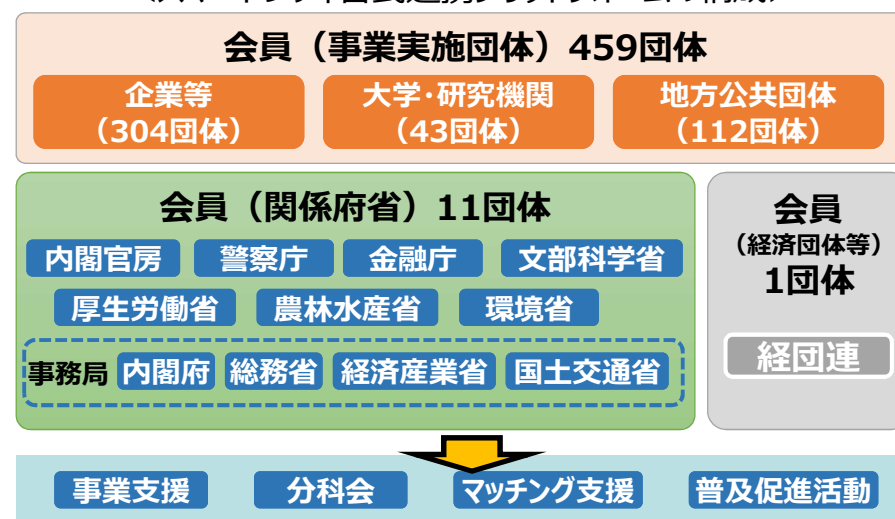 会員（事業実施団体）459団体
企業等
（304団体）
大学・研究機関
（43団体）
地方公共団体
（112団体）
会員（関係府省）11団体
内閣官房
警察庁
金融庁
文部科学省
厚生労働省
農林水産省
環境省
事務局
内閣府
総務省
経済産業省
国土交通省
会員
（経済団体等）
1団体
経団連
事業支援
分科会
マッチング支援
普及促進活動